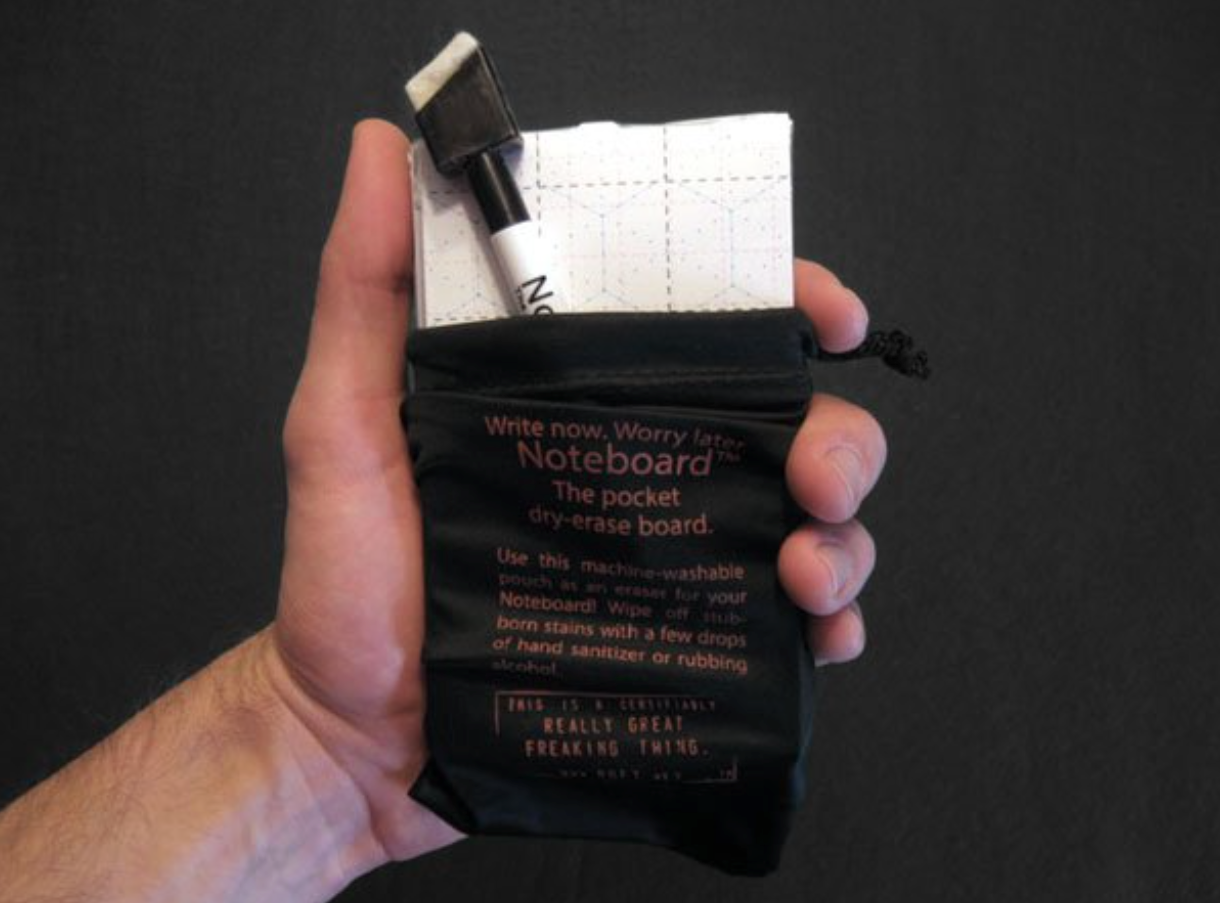 No
Write now. Worry later
Noteboard™
The pocket
dry-erase board.
Use this machine-washable
pouch as an eraser for your
Noteboard! Wipe off stub-
born stains with a few drops
of hand sanitizer or rubbing
alcohol.
THIS IS A CERTIFIABLY
REALLY GREAT
FREAKING THING.